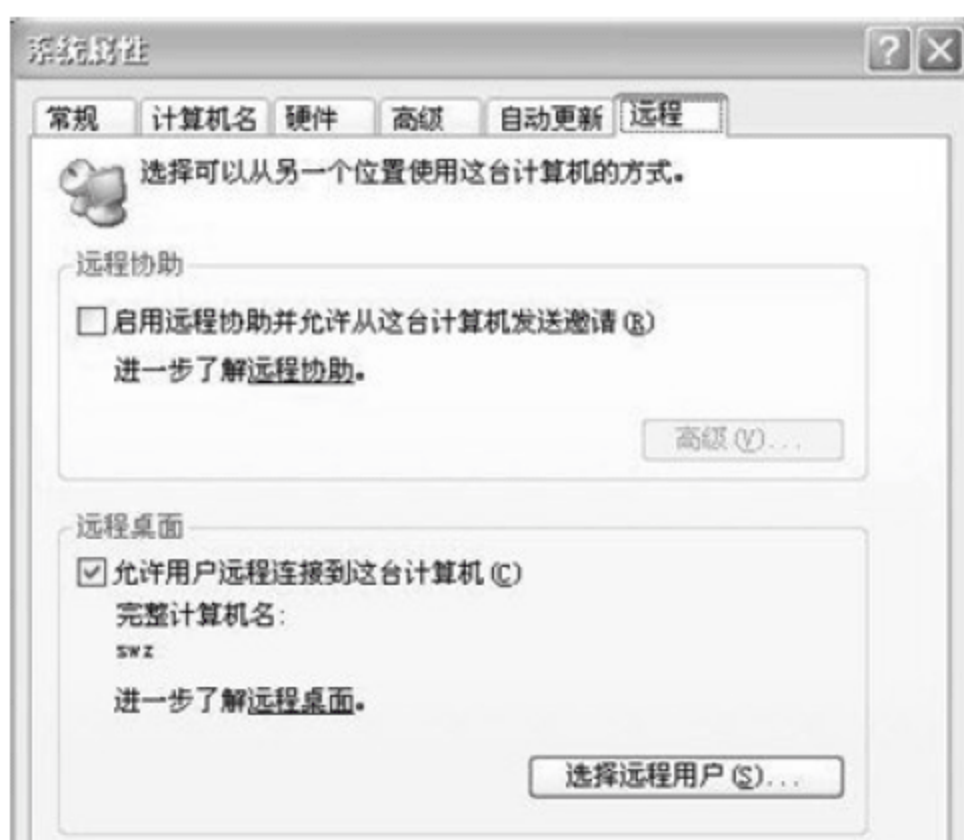 系统属性
常规 计算机名 硬件 高级 自动更新 远程
选择可以从另一个位置使用这台计算机的方式。
远程协助
启用远程协助并允许从这台计算机发送邀请(R)
进一步了解远程协助。
高级(V)...
远程桌面
允许用户远程连接到这台计算机(C)
完整计算机名:
swz
进一步了解远程桌面。
选择远程用户(S)...